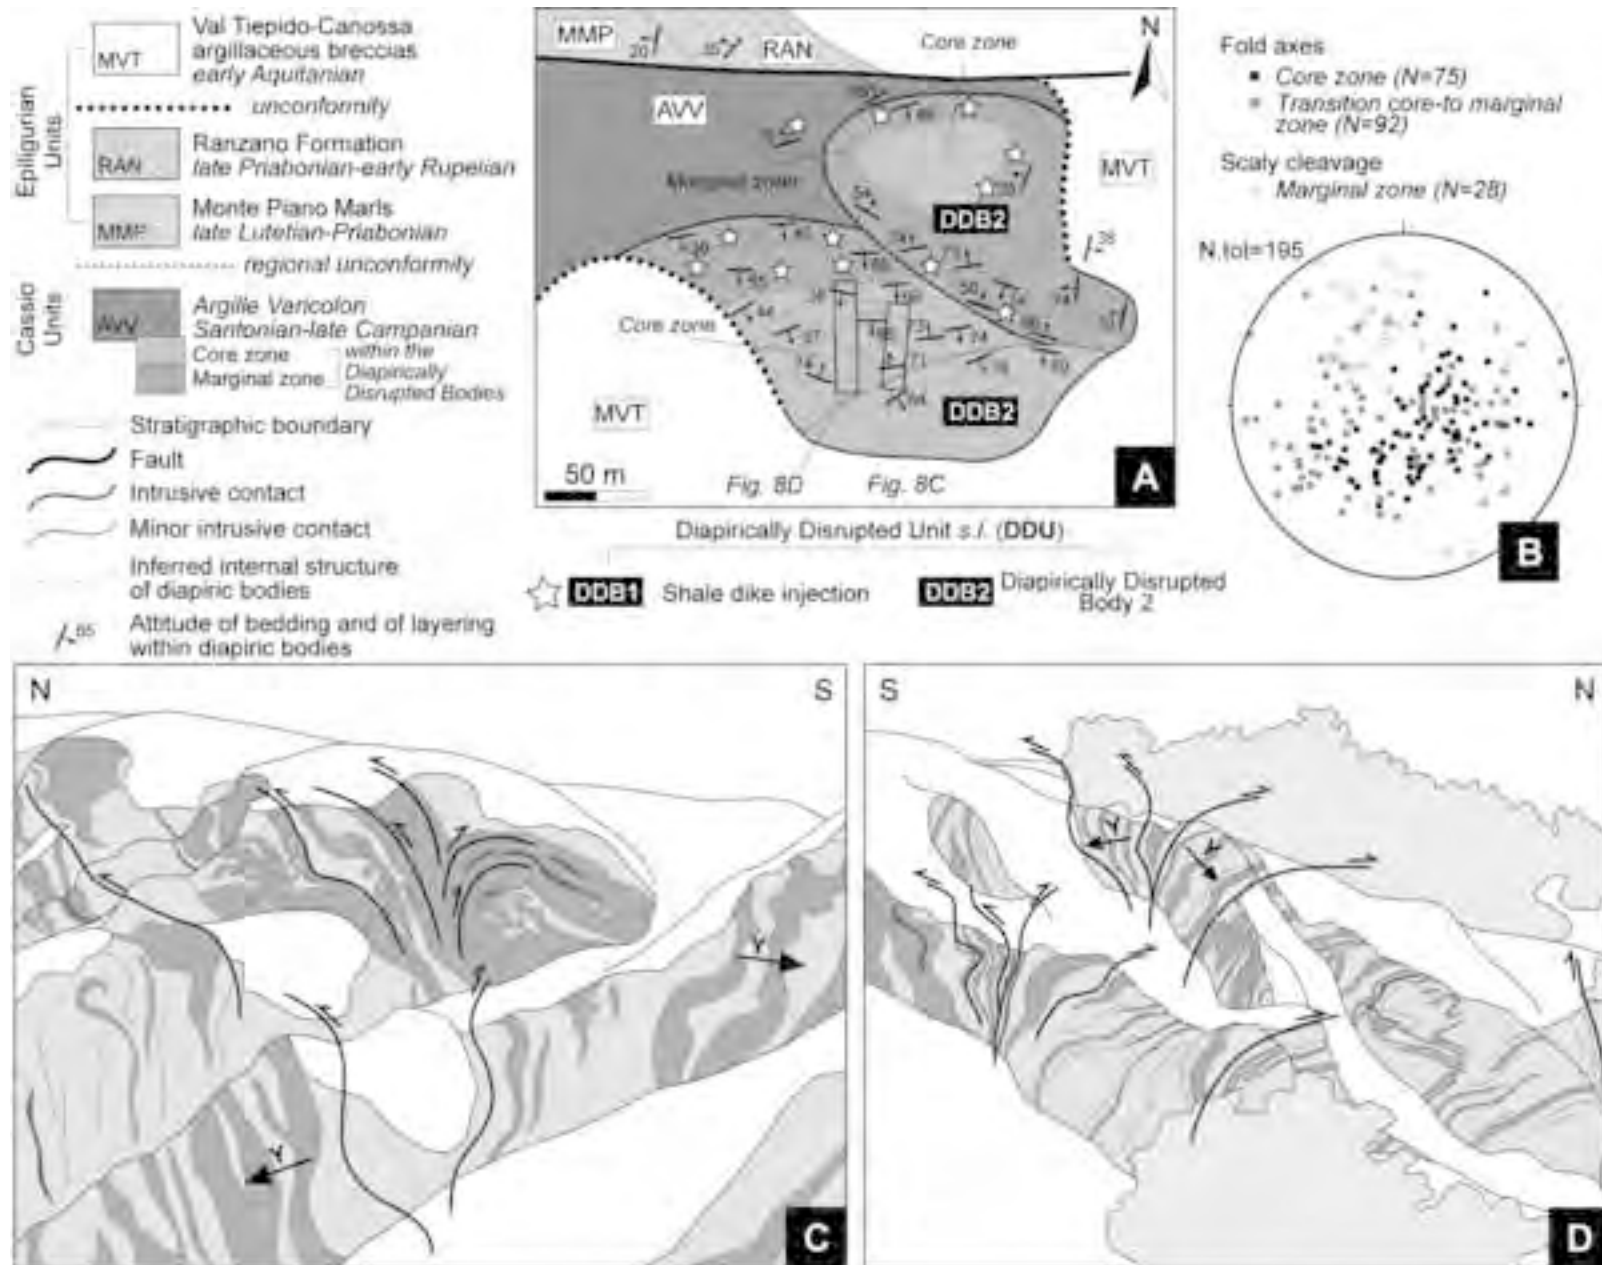 MVT
Val Tiepido-Canossa
argillaceous breccias
early Aquitanian
unconformity
RAN
Ranzano Formation
late Priabonian-early Rupelian
MMP
Monte Piano Marls
late Lutetian-Priabonian
regional unconformity
AVV
Argille Varicolori
Santonian-late Campanian
Core zone
Marginal zone
within the
Diapirically
Disrupted Bodies
Epiligurian
Units
Cassio
Units
Stratigraphic boundary
Fault
Intrusive contact
Minor intrusive contact
Inferred internal structure
of diapiric bodies
65
Attitude of bedding and of layering
within diapiric bodies
MMP
20
RAN
Core zone
N
AVV
MVT
Marginal zone
DDB2
Core zone
DDB2
MVT
50 m
Fig. 8D
Fig. 8C
A
Diapirically Disrupted Unit s.l. (DDU)
DDB1
Shale dike injection
DDB2
Diapirically Disrupted
Body 2
Fold axes
Core zone (N=75)
Transition core-to marginal
zone (N=92)
Scaly cleavage
Marginal zone (N=28)
N.tot=195
B
N
S
Y
Y
C
S
N
Y
Y
D